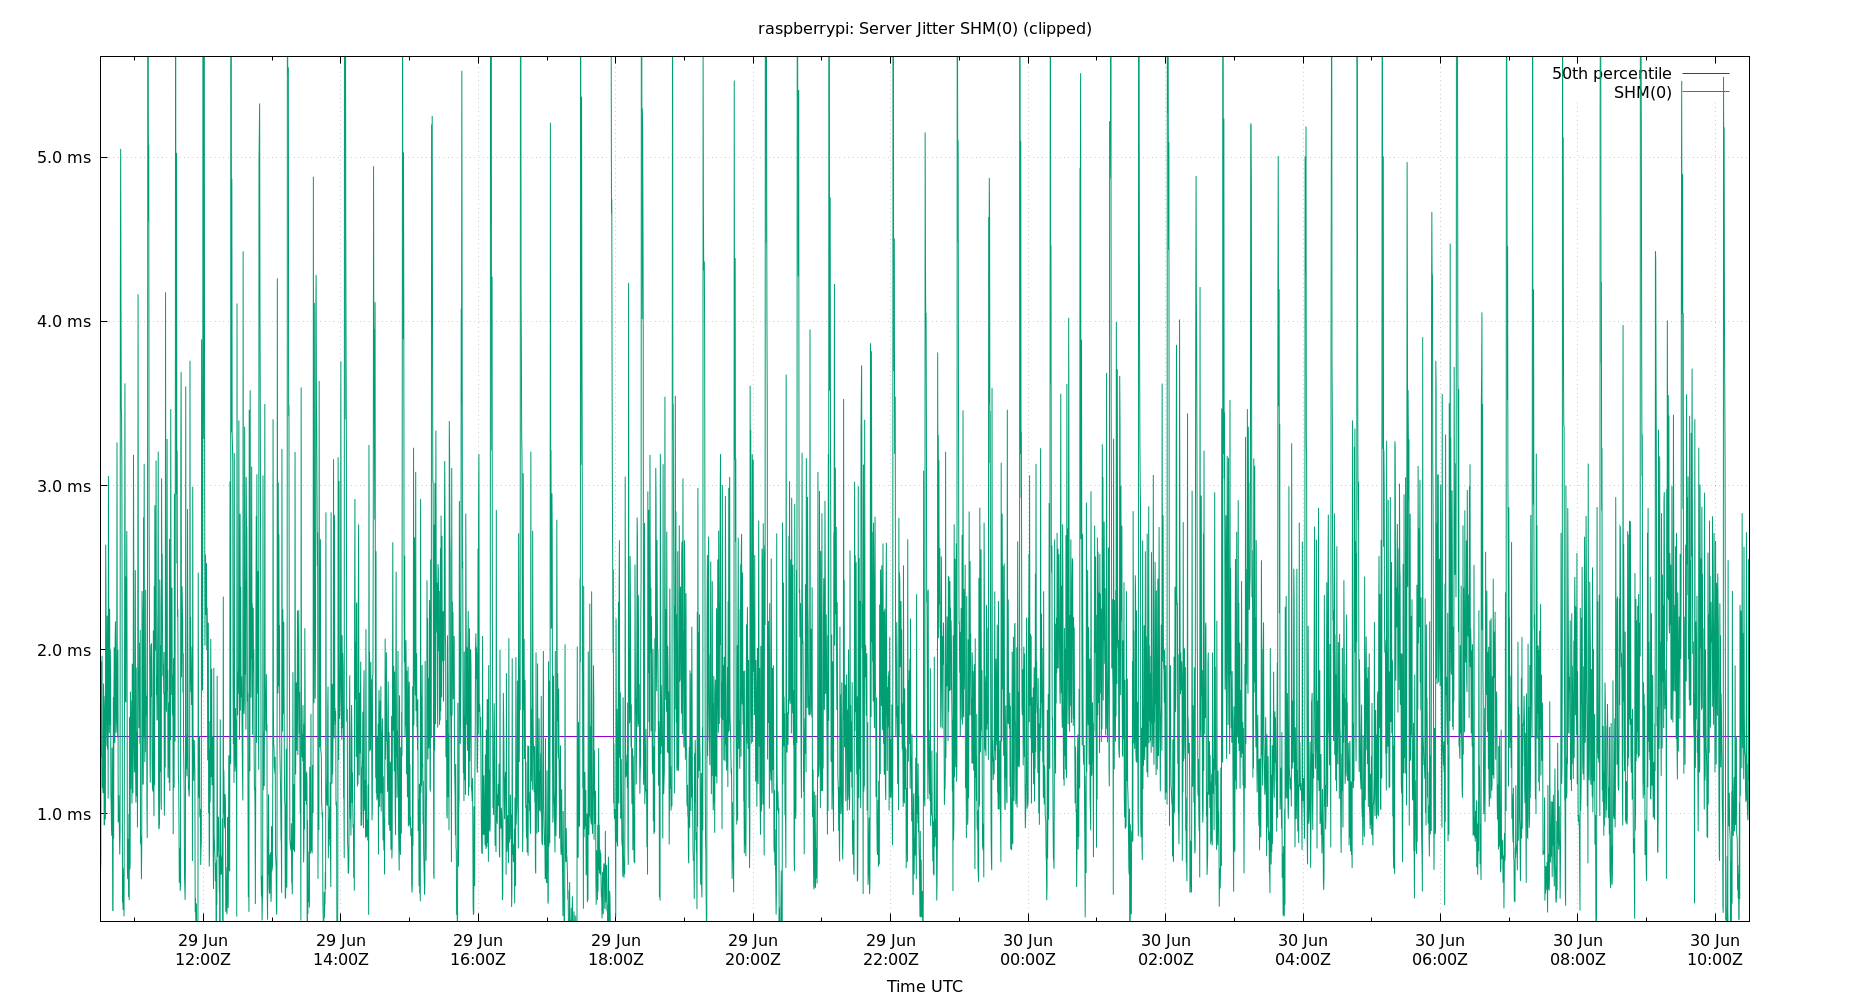 raspberrypi: Server Jitter SHM(0) (clipped)
50th percentile
SHM(0)
5.0 ms
4.0 ms
3.0 ms
2.0 ms
1.0 ms
29 Jun 29 Jun 29 Jun 29 Jun 29 Jun 29 Jun 30 Jun 30 Jun 30 Jun 30 Jun 30 Jun 30 Jun
12:00Z 14:00Z 16:00Z 18:00Z 20:00Z 22:00Z 00:00Z 02:00Z 04:00Z 06:00Z 08:00Z 10:00Z
Time UTC